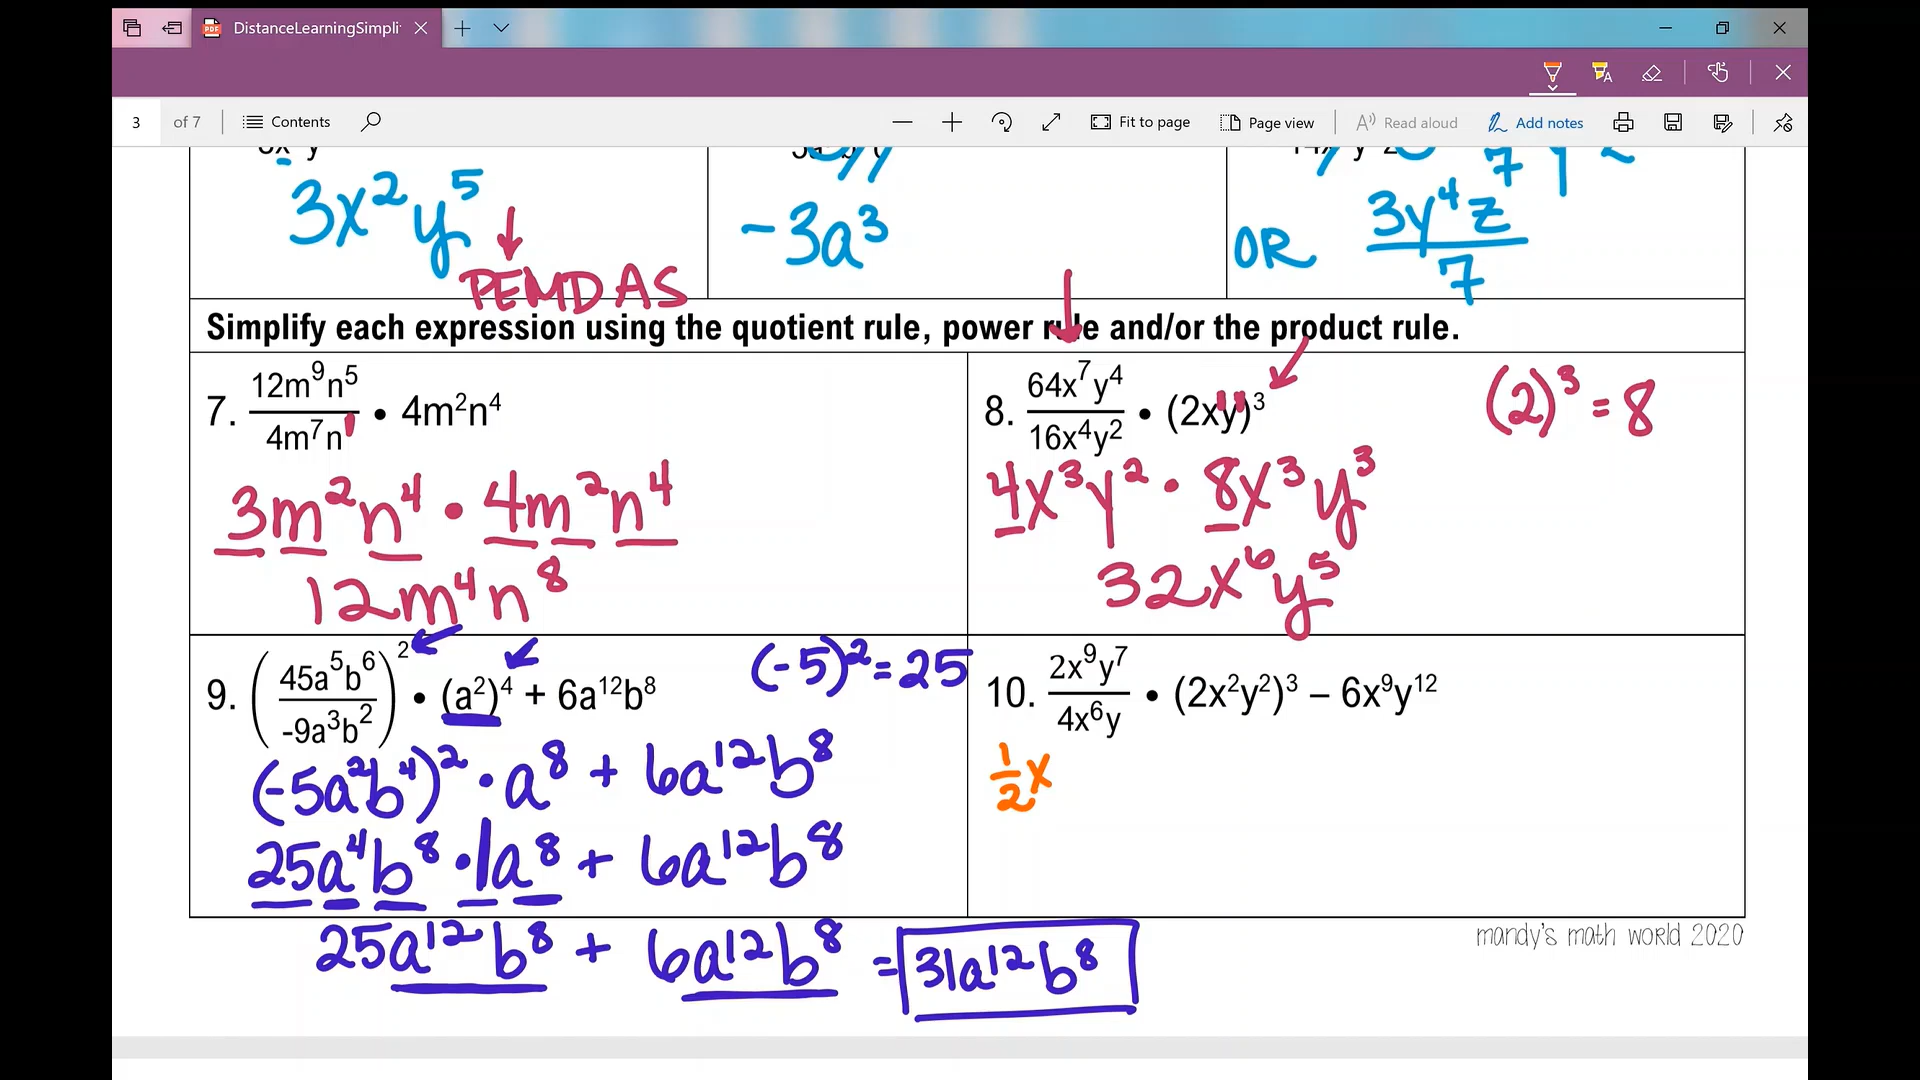 DistanceLearningSimpli
3 of 7 Contents Fit to page Page view Read aloud Add notes
3x²y⁵ -3a³ OR 3y⁴z/7
PEMDAS
Simplify each expression using the quotient rule, power rule and/or the product rule.
7. 12m⁹n⁵/4m⁷n¹ • 4m²n⁴
3m²n⁴ • 4m²n⁴
12m⁴n⁸
8. 64x⁷y⁴/16x⁴y² • (2xy)³ (2)³ = 8
4x³y² • 8x³y³
32x⁶y⁵
9. (45a⁵b⁶/-9a³b²)² • (a²)⁴ + 6a¹²b⁸ (-5)² = 25
(-5a²b⁴)² • a⁸ + 6a¹²b⁸
25a⁴b⁸ • 1a⁸ + 6a¹²b⁸
25a¹²b⁸ + 6a¹²b⁸ = 31a¹²b⁸
10. 2x⁹y⁷/4x⁶y • (2x²y²)³ – 6x⁹y¹²
1/2x
mandy's math world 2020